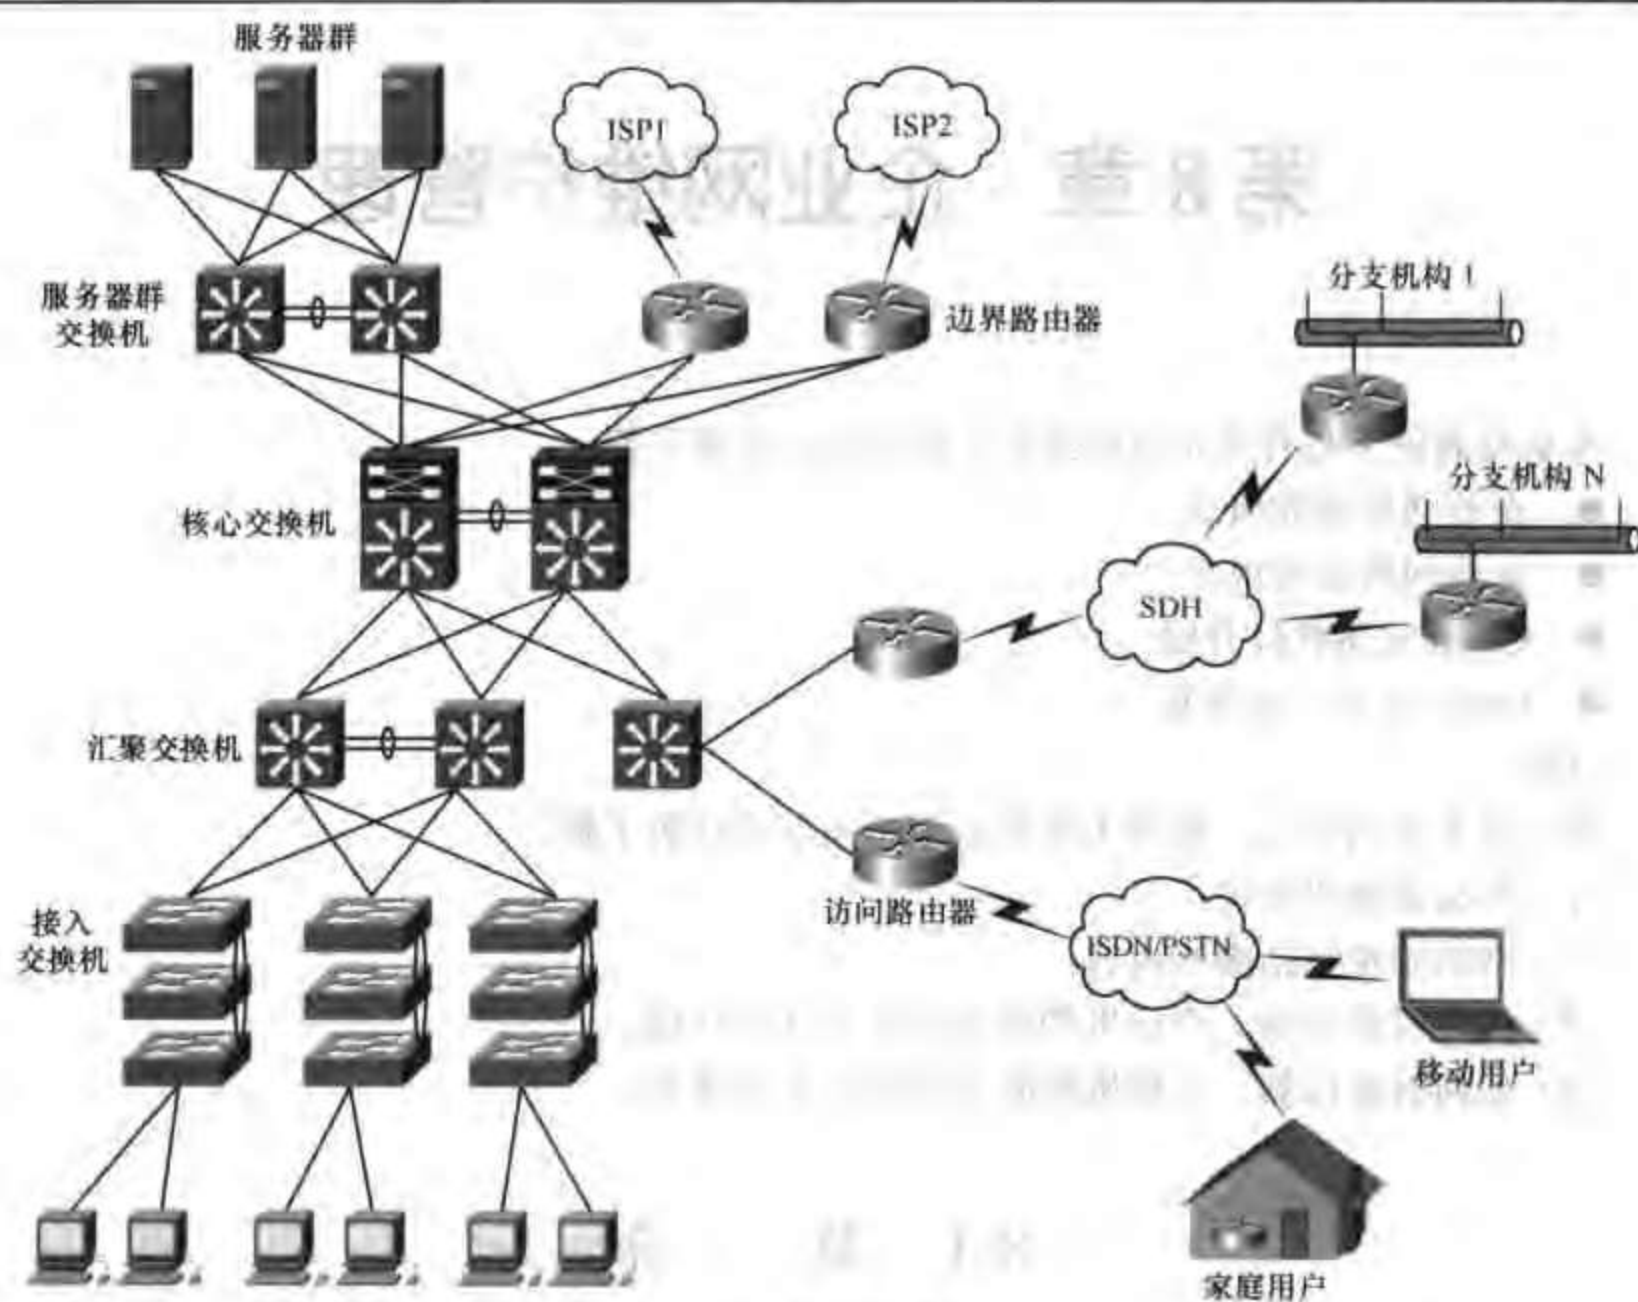 服务器群
ISP1
ISP2
服务器群
交换机
边界路由器
分支机构 1
分支机构 N
核心交换机
SDH
汇聚交换机
访问路由器
接入
交换机
ISDN/PSTN
移动用户
家庭用户